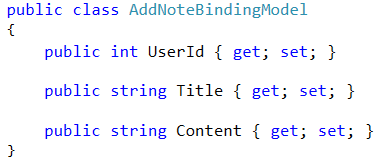 public class AddNoteBindingModel
{
    public int UserId { get; set; }
    public string Title { get; set; }
    public string Content { get; set; }
}